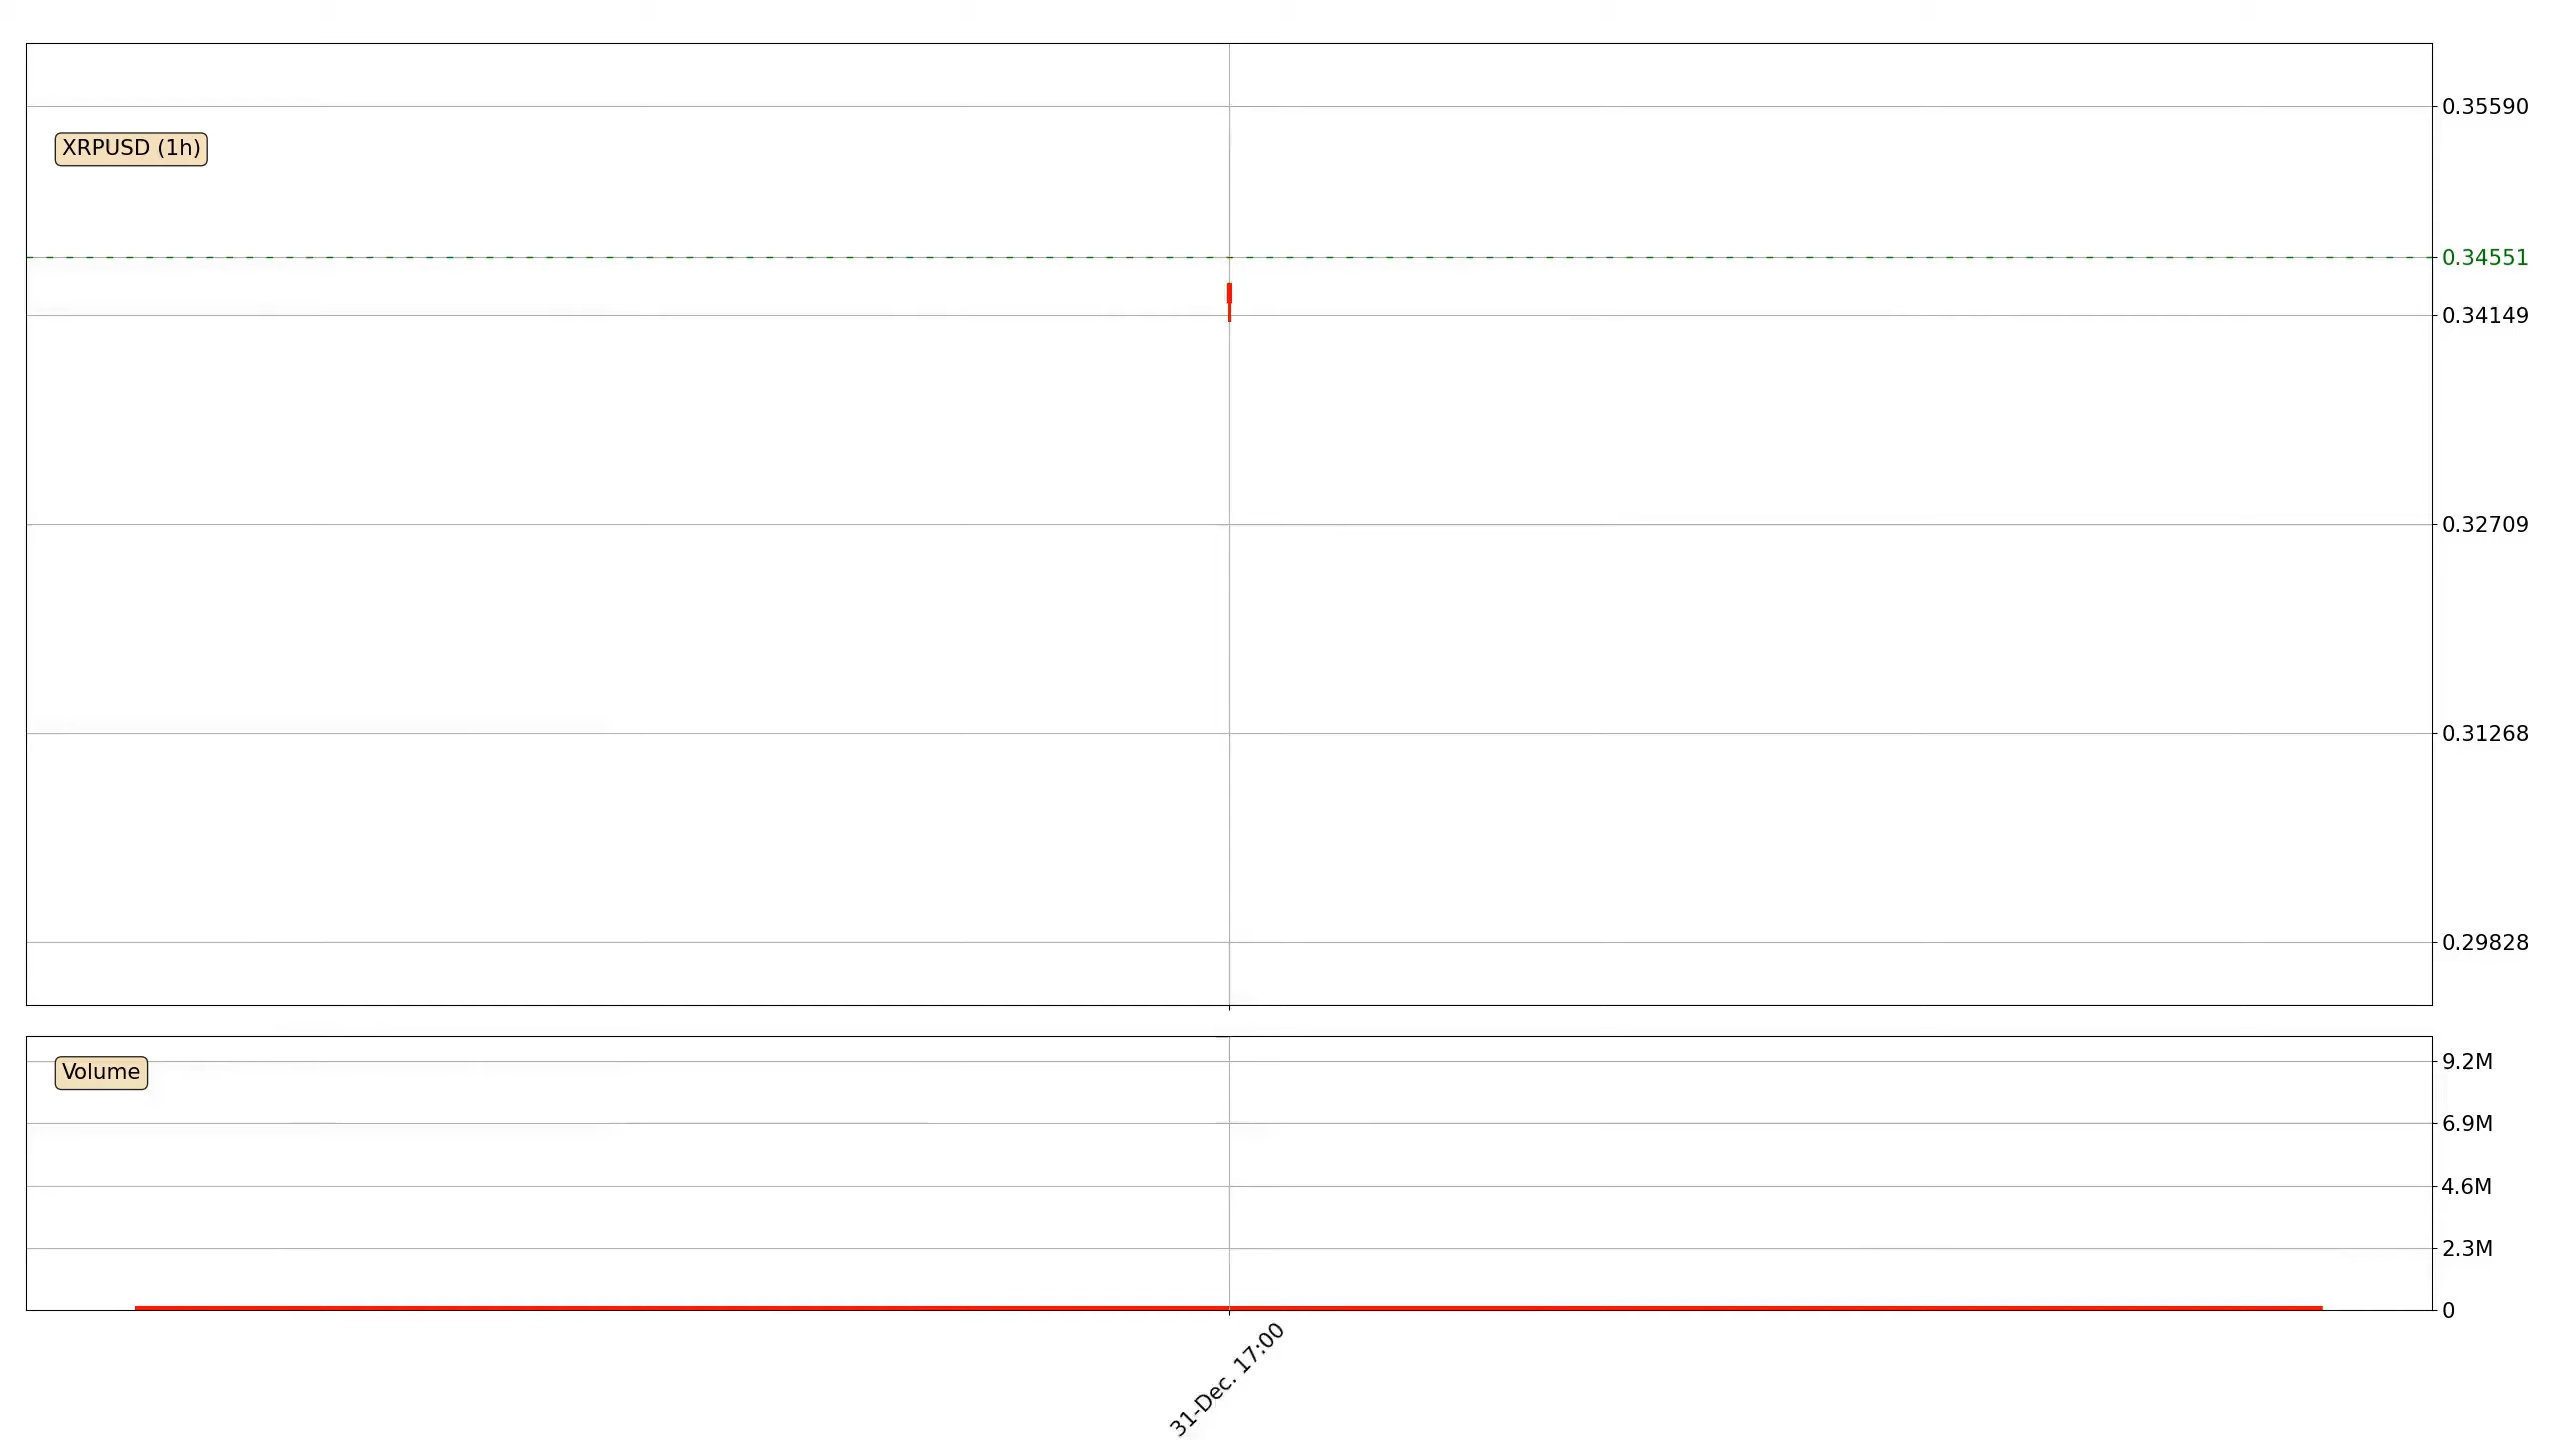 0.35590
XRPUSD (1h)
0.34551
0.34149
0.32709
0.31268
0.29828
Volume
9.2M
6.9M
4.6M
2.3M
0
31-Dec. 17:00